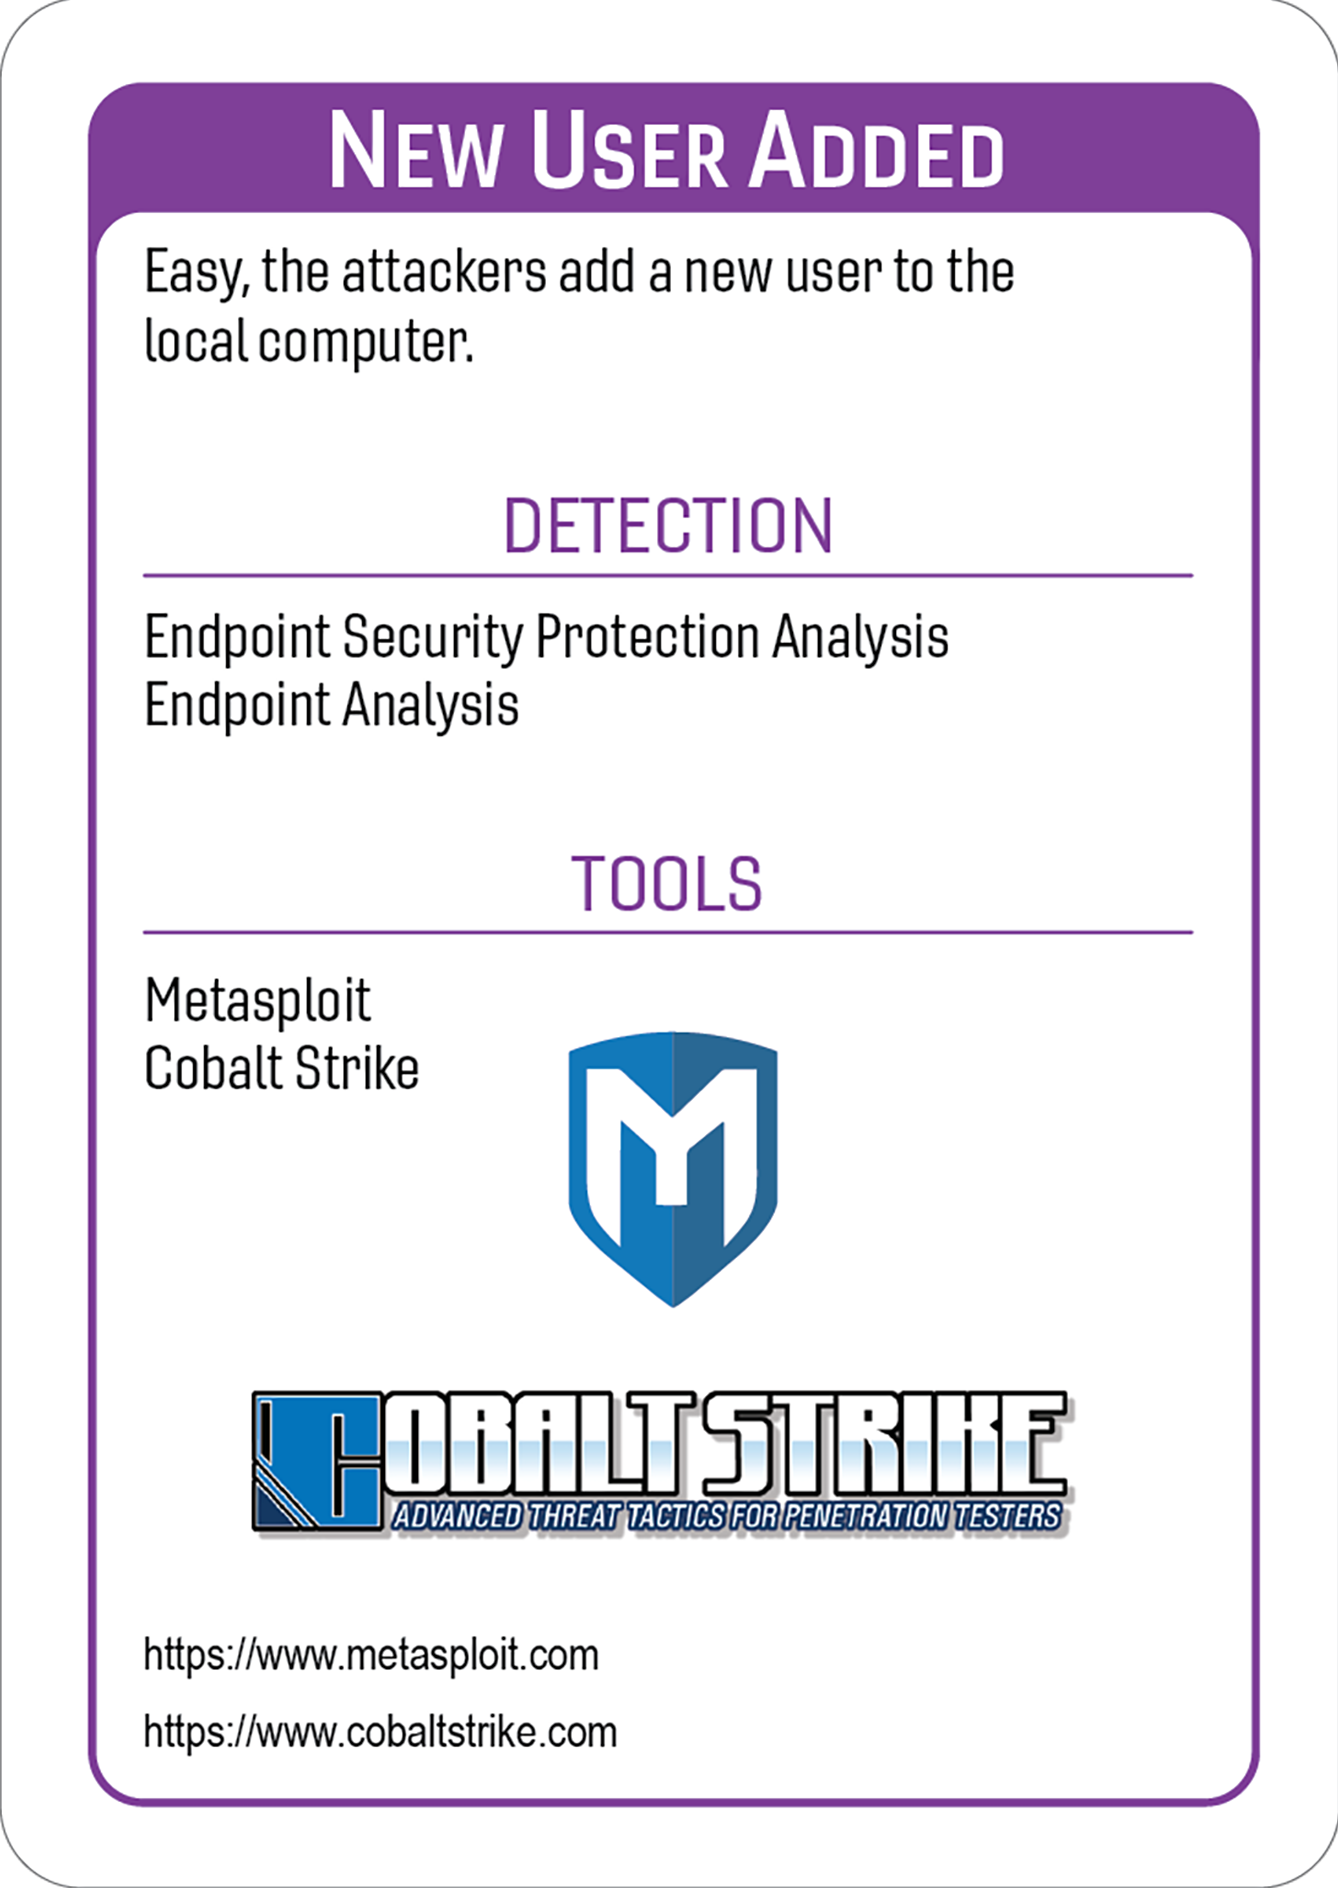 New User Added
Easy, the attackers add a new user to the
local computer.
DETECTION
Endpoint Security Protection Analysis
Endpoint Analysis
TOOLS
Metasploit
Cobalt Strike
M
COBALT STRIKE
ADVANCED THREAT TACTICS FOR PENETRATION TESTERS
https://www.metasploit.com
https://www.cobaltstrike.com